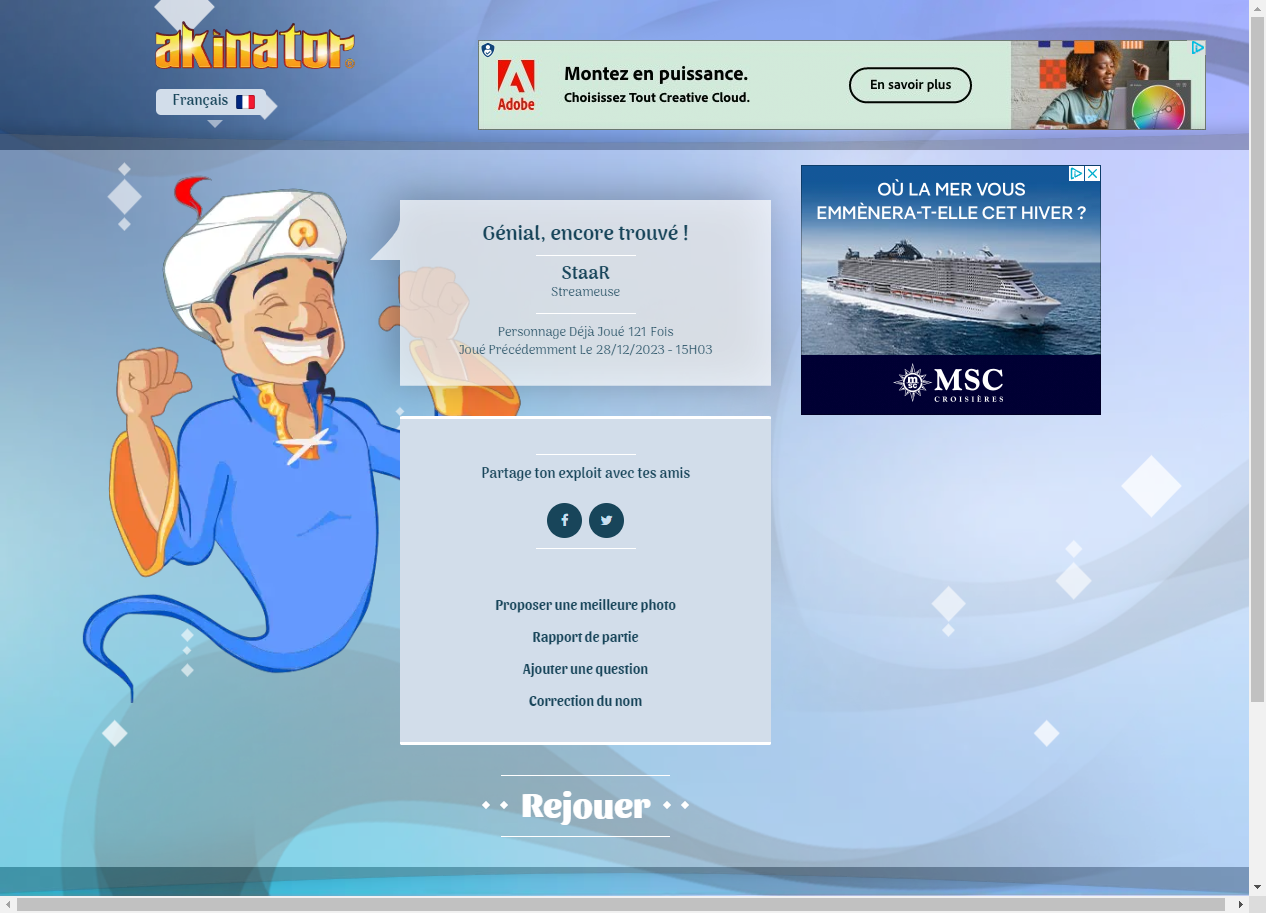 akinator
Français
Montez en puissance.
Choisissez Tout Creative Cloud.
Adobe
En savoir plus
OÙ LA MER VOUS
EMMÈNERA-T-ELLE CET HIVER ?
MSC
CROISIÈRES
Génial, encore trouvé !
StaaR
Streameuse
Personnage Déjà Joué 121 Fois
Joué Précédemment Le 28/12/2023 - 15H03
Partage ton exploit avec tes amis
Proposer une meilleure photo
Rapport de partie
Ajouter une question
Correction du nom
Rejouer